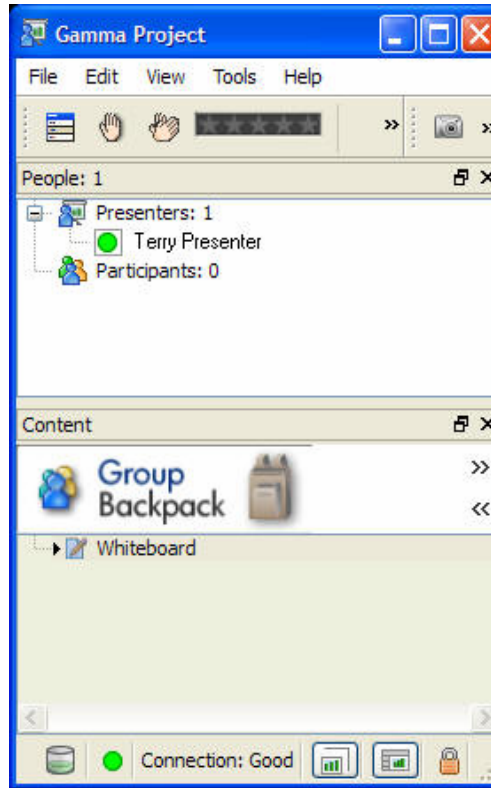 Gamma Project
File Edit View Tools Help
People: 1
Presenters: 1
Terry Presenter
Participants: 0
Content
Group
Backpack
Whiteboard
Connection: Good